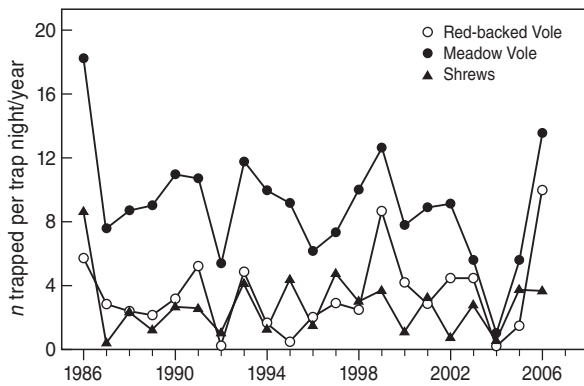 20
16
12
8
4
0
n trapped per trap night/year
Red-backed Vole
Meadow Vole
Shrews
1986 1990 1994 1998 2002 2006